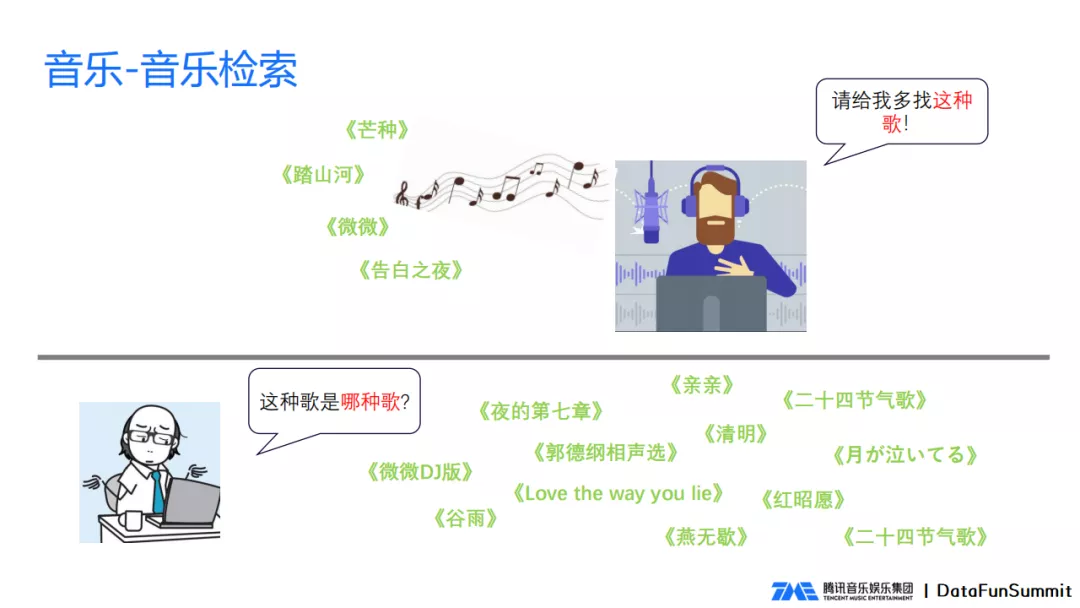 音乐-音乐检索
请给我多找这种
歌!
《芒种》
《踏山河》
《微微》
《告白之夜》
这种歌是哪种歌?
《亲亲》
《二十四节气歌》
《夜的第七章》
《清明》
《郭德纲相声选》
《月が泣いてる》
《微微DJ版》
《Love the way you lie》
《红昭愿》
《谷雨》
《燕无歇》
《二十四节气歌》
腾讯音乐娱乐集团
TENCENT MUSIC ENTERTAINMENT
TME
| DataFunSummit